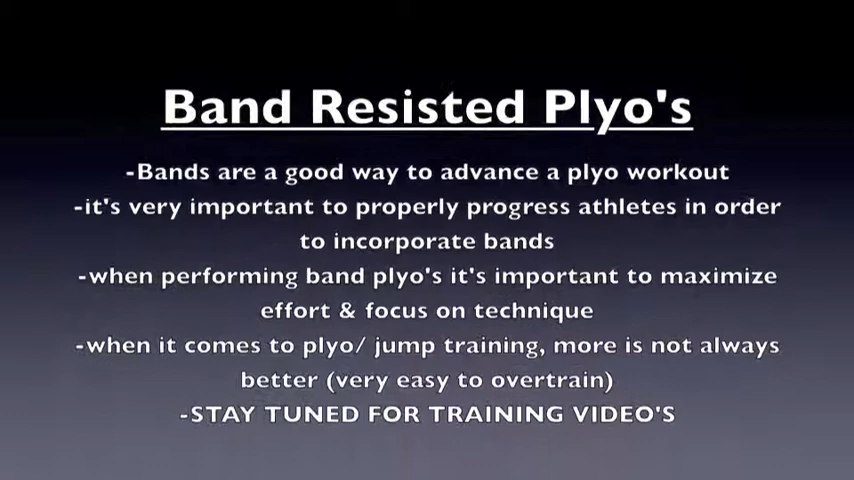 Band Resisted Plyo's
-Bands are a good way to advance a plyo workout
-it's very important to properly progress athletes in order
to incorporate bands
-when performing band plyo's it's important to maximize
effort & focus on technique
-when it comes to plyo/ jump training, more is not always
better (very easy to overtrain)
-STAY TUNED FOR TRAINING VIDEO'S